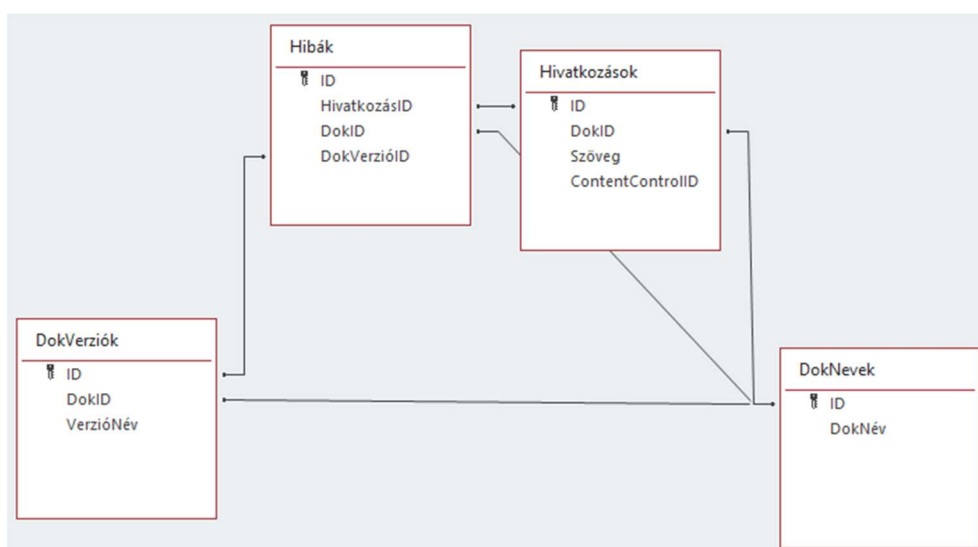 Hibák
ID
HivatkozásID
DokID
DokVerzióID
Hivatkozások
ID
DokID
Szöveg
ContentControlID
DokVerziók
ID
DokID
VerzióNév
DokNevek
ID
DokNév